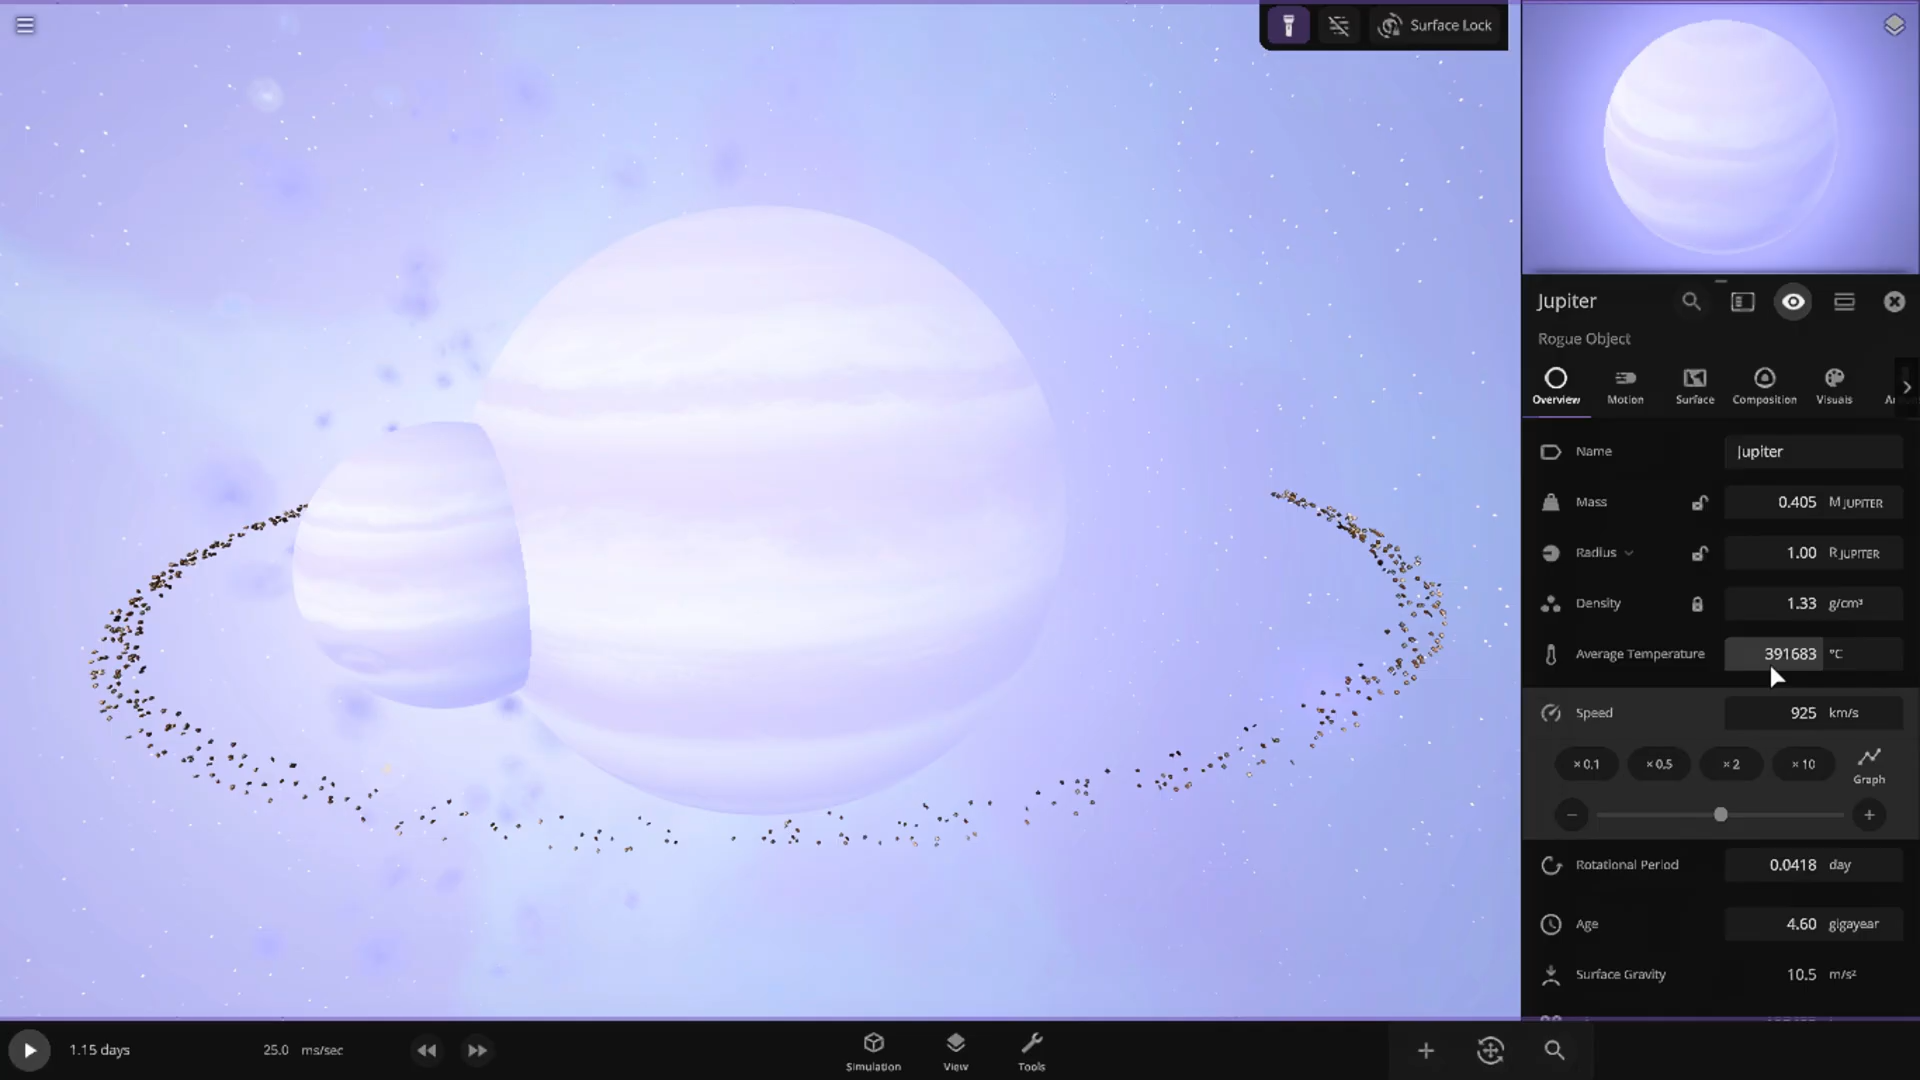 Surface Lock
Jupiter
Rogue Object
Overview
Motion
Surface
Composition
Visuals
Name
Jupiter
Mass
0.405 M JUPITER
Radius
1.00 R JUPITER
Density
1.33 g/cm³
Average Temperature
391683 °C
Speed
925 km/s
× 0.1
× 0.5
× 2
× 10
Graph
Rotational Period
0.0418 day
Age
4.60 gigayear
Surface Gravity
10.5 m/s²
1.15 days
25.0 ms/sec
Simulation
View
Tools